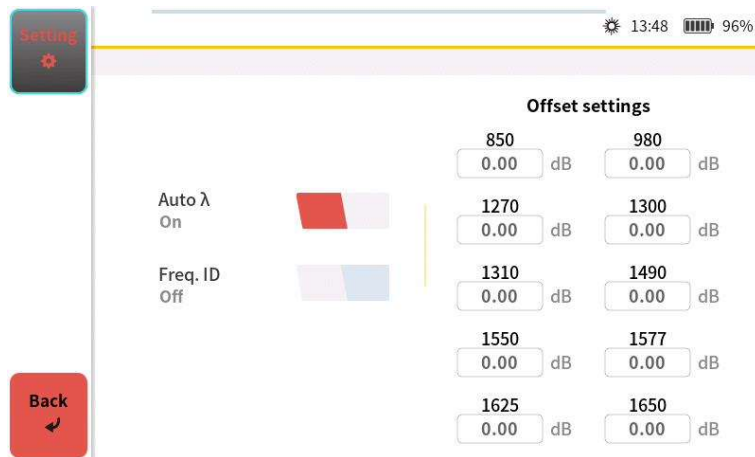 Setting
13:48 96%
Offset settings
850 980
0.00 dB 0.00 dB
Auto λ
On
1270 1300
0.00 dB 0.00 dB
Freq. ID
Off
1310 1490
0.00 dB 0.00 dB
1550 1577
0.00 dB 0.00 dB
Back
1625 1650
0.00 dB 0.00 dB